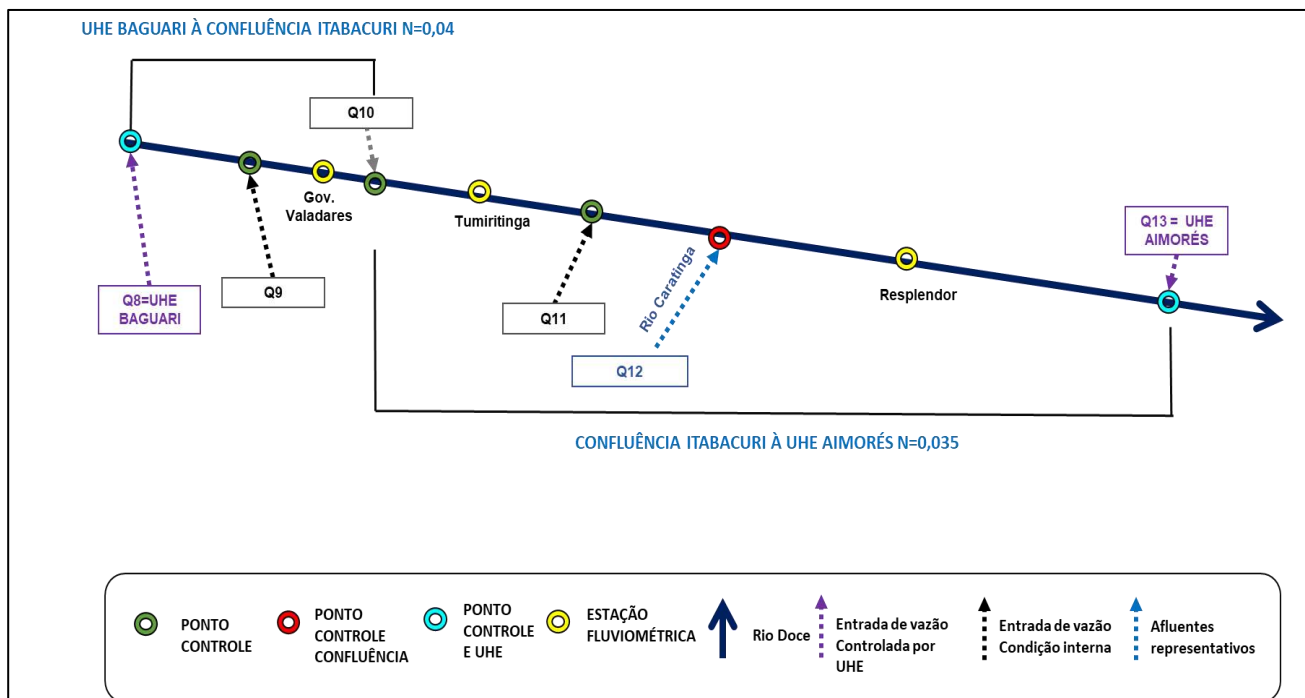 UHE BAGUARI À CONFLUÊNCIA ITABACURI N=0,04
Q10
Gov.
Valadares
Tumiritinga
Q13 = UHE
AIMORÉS
Q8=UHE
BAGUARI
Q9
Q11
Rio Caratinga
Resplendor
Q12
CONFLUÊNCIA ITABACURI À UHE AIMORÉS N=0,035
PONTO
CONTROLE
PONTO
CONTROLE
CONFLUÊNCIA
PONTO
CONTROLE
E UHE
ESTAÇÃO
FLUVIOMÉTRICA
Rio Doce
Entrada de vazão
Controlada por
UHE
Entrada de vazão
Condição interna
Afluentes
representativos